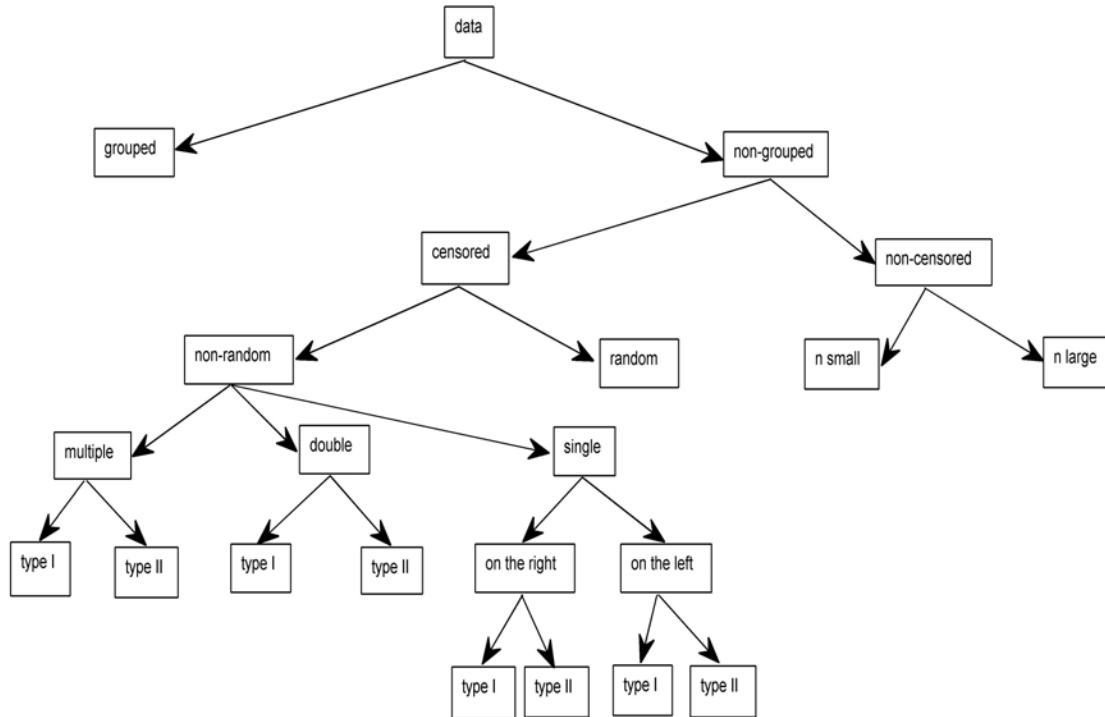 data
grouped
non-grouped
censored
non-censored
non-random
random
n small
n large
multiple
double
single
type I
type II
type I
type II
on the right
on the left
type I
type II
type I
type II